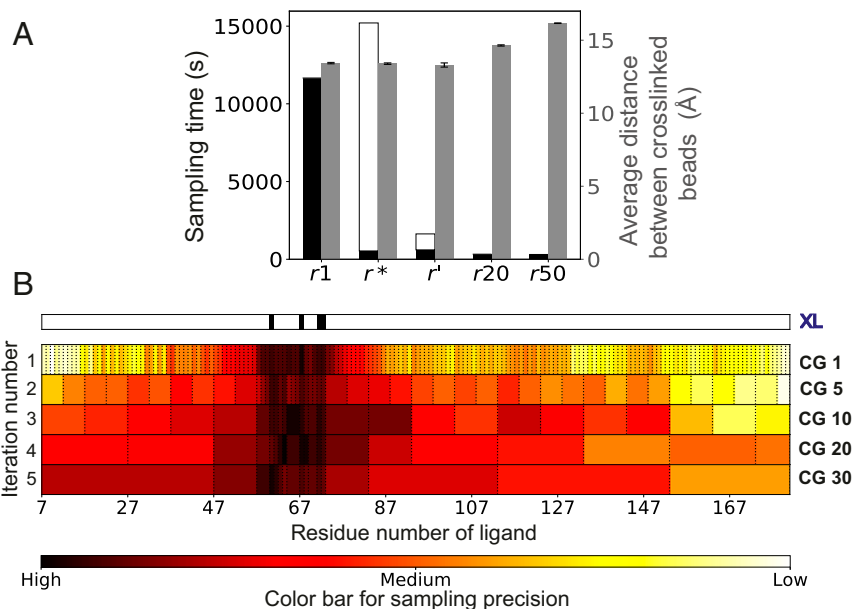 A
Sampling time (s)
15000
10000
5000
0
15
10
5
0
Average distance
between crosslinked
beads (Å)
r1 r* r' r20 r50
B
XL
Iteration number
1 CG 1
2 CG 5
3 CG 10
4 CG 20
5 CG 30
7 27 47 67 87 107 127 147 167
Residue number of ligand
High Medium Low
Color bar for sampling precision